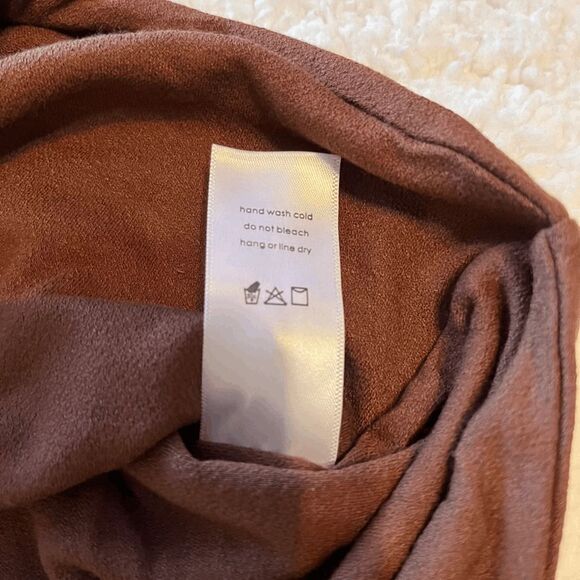 hand wash cold
do not bleach
hang or line dry